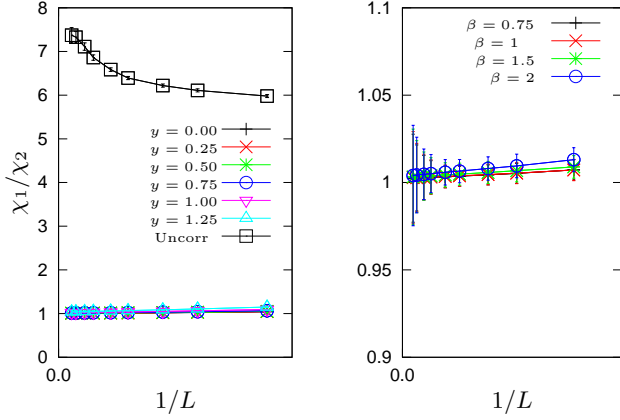 8
7
6
5
4
3
2
1
0
χ1/χ2
y = 0.00
y = 0.25
y = 0.50
y = 0.75
y = 1.00
y = 1.25
Uncorr
0.0
1/L
1.1
1.05
1
0.95
0.9
β = 0.75
β = 1
β = 1.5
β = 2
0.0
1/L